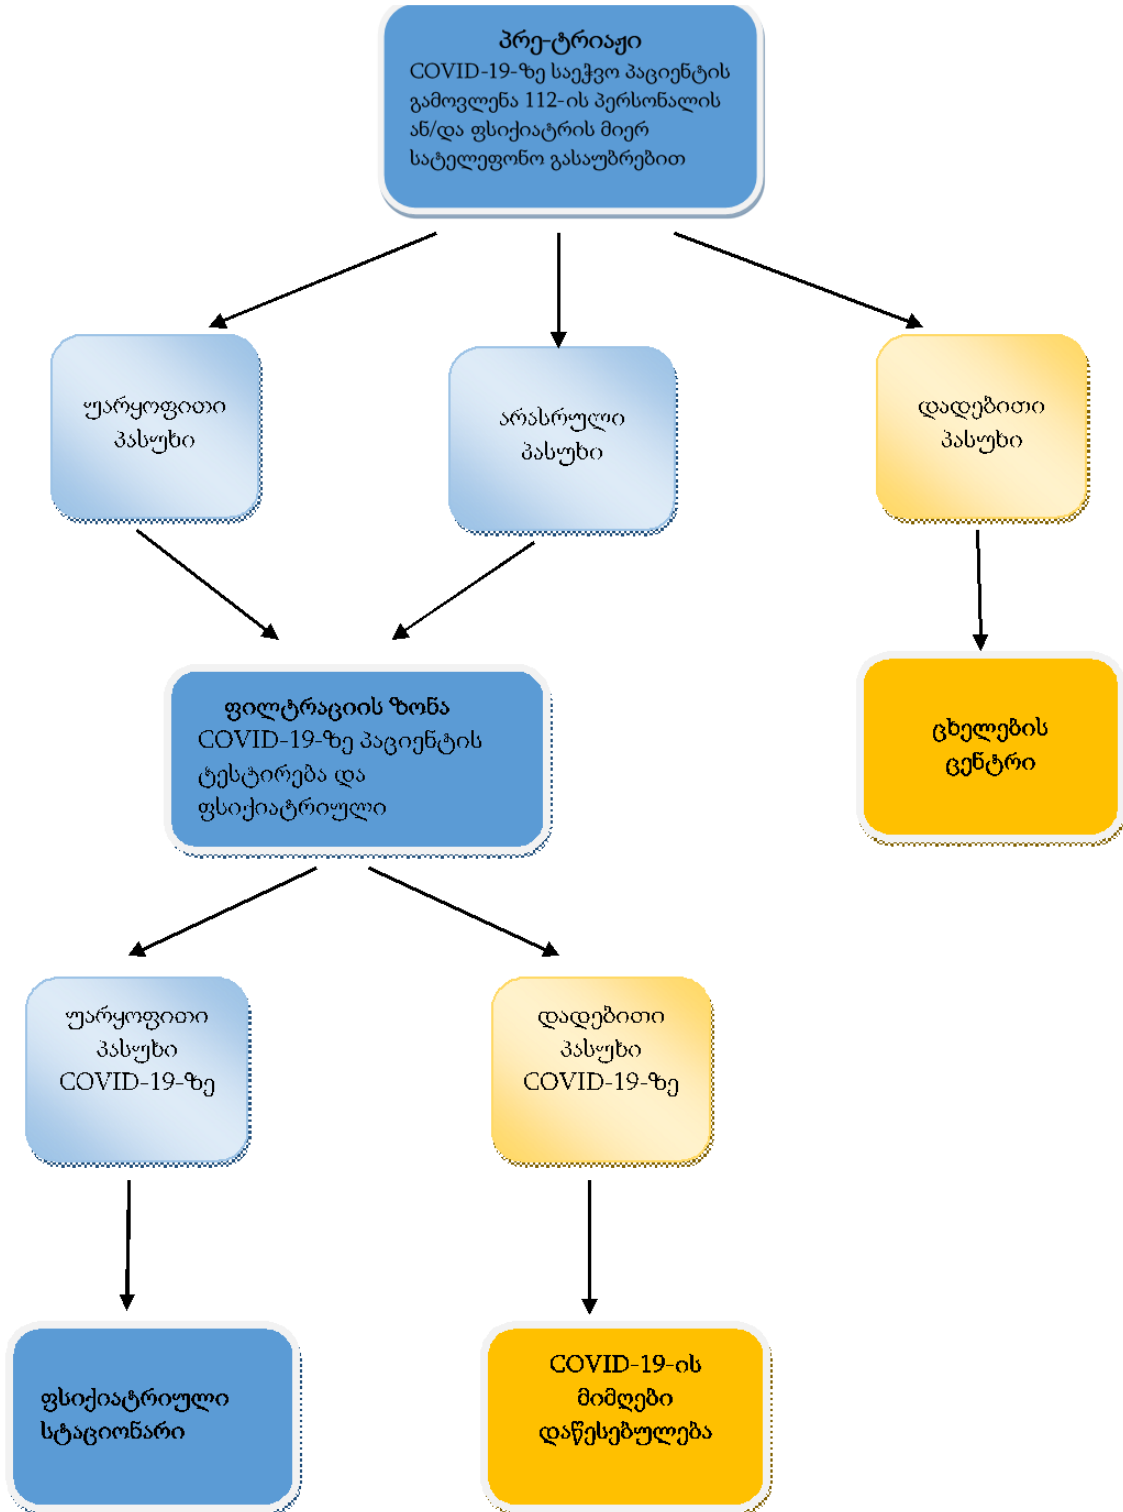 პრე-ტრიაჟი
COVID-19-ზე საეჭვო პაციენტის
გამოვლენა 112-ის პერსონალის
ან/და ფსიქიატრის მიერ
სატელეფონო გასაუბრებით
უარყოფითი
პასუხი
არასრული
პასუხი
დადებითი
პასუხი
ფილტრაციის ზონა
COVID-19-ზე პაციენტის
ტესტირება და
ფსიქიატრიული
ცხელების
ცენტრი
უარყოფითი
პასუხი
COVID-19-ზე
დადებითი
პასუხი
COVID-19-ზე
ფსიქიატრიული
სტაციონარი
COVID-19-ის
მიმღები
დაწესებულება